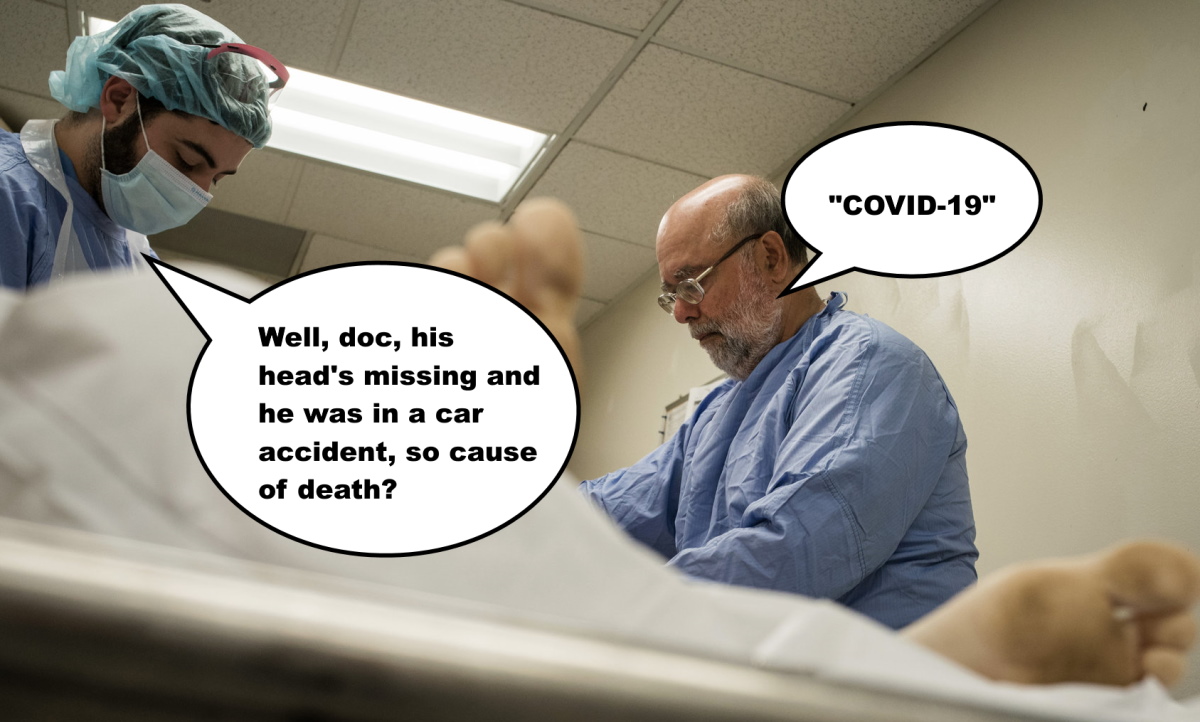 Well, doc, his
head's missing and
he was in a car
accident, so cause
of death?
"COVID-19"